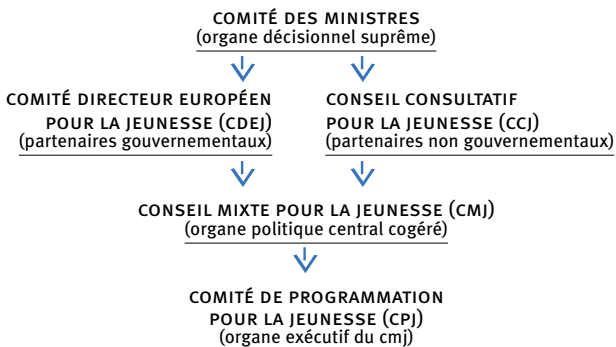 COMITÉ DES MINISTRES
(organe décisionnel suprême)
COMITÉ DIRECTEUR EUROPÉEN
POUR LA JEUNESSE (CDEJ)
(partenaires gouvernementaux)
CONSEIL CONSULTATIF
POUR LA JEUNESSE (CCJ)
(partenaires non gouvernementaux)
CONSEIL MIXTE POUR LA JEUNESSE (CMJ)
(organe politique central cogéré)
COMITÉ DE PROGRAMMATION
POUR LA JEUNESSE (CPJ)
(organe exécutif du cmj)